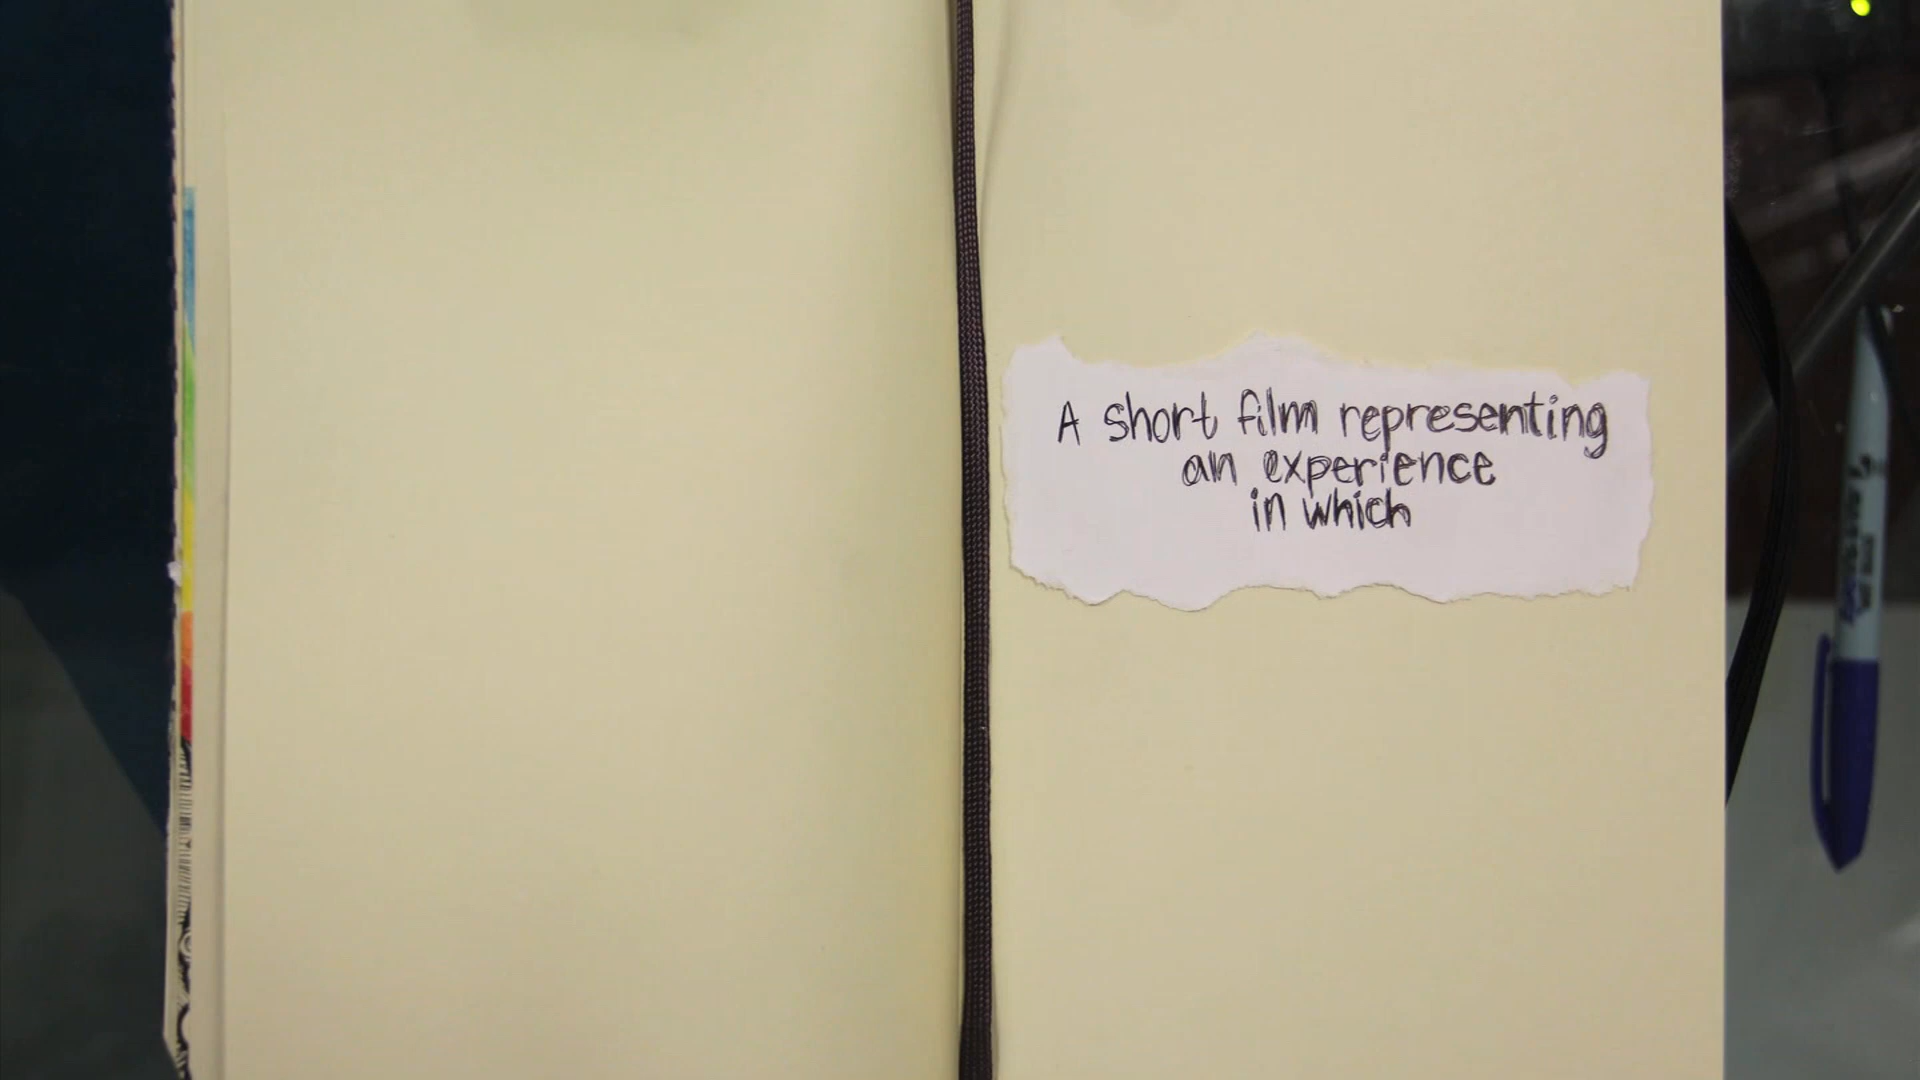 A short film representing
an experience
in which